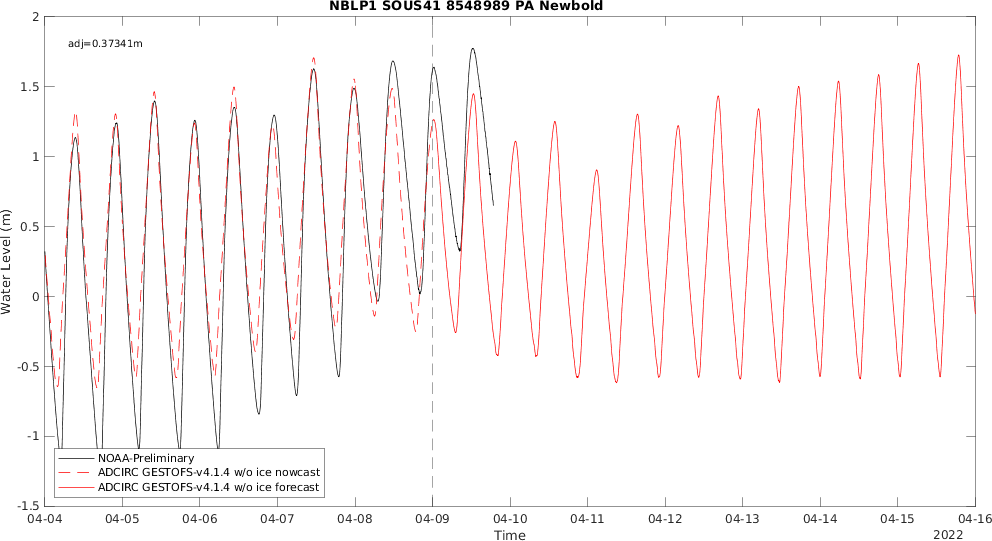 NBLP1 SOUS41 8548989 PA Newbold
adj=0.37341m
Water Level (m)
2
1.5
1
0.5
0
-0.5
-1
-1.5
NOAA-Preliminary
ADCIRC GESTOFS-v4.1.4 w/o ice nowcast
ADCIRC GESTOFS-v4.1.4 w/o ice forecast
04-04 04-05 04-06 04-07 04-08 04-09 04-10 04-11 04-12 04-13 04-14 04-15 04-16
Time
2022